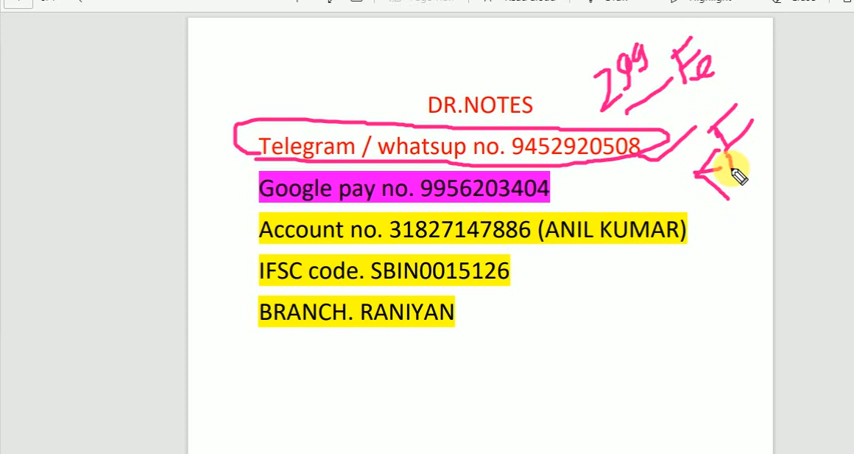 DR.NOTES
299 Fe
Telegram / whatsup no. 9452920508
Google pay no. 9956203404
Account no. 31827147886 (ANIL KUMAR)
IFSC code. SBIN0015126
BRANCH. RANIYAN